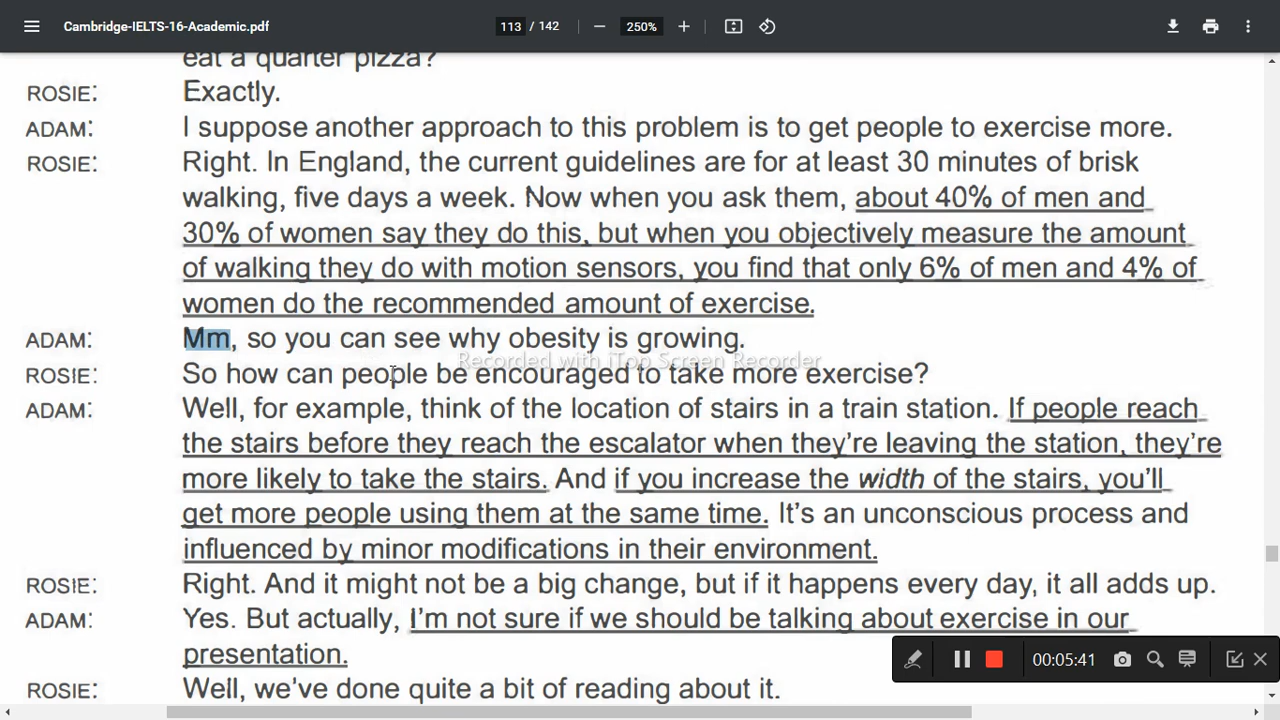 Cambridge-IELTS-16-Academic.pdf 113 / 142 250%
eat a quarter pizza?
ROSIE: Exactly.
ADAM: I suppose another approach to this problem is to get people to exercise more.
ROSIE: Right. In England, the current guidelines are for at least 30 minutes of brisk
walking, five days a week. Now when you ask them, about 40% of men and
30% of women say they do this, but when you objectively measure the amount
of walking they do with motion sensors, you find that only 6% of men and 4% of
women do the recommended amount of exercise.
ADAM: Mm, so you can see why obesity is growing.
Recorded with iTop Screen Recorder
ROSIE: So how can people be encouraged to take more exercise?
ADAM: Well, for example, think of the location of stairs in a train station. If people reach
the stairs before they reach the escalator when they're leaving the station, they're
more likely to take the stairs. And if you increase the width of the stairs, you'll
get more people using them at the same time. It's an unconscious process and
influenced by minor modifications in their environment.
ROSIE: Right. And it might not be a big change, but if it happens every day, it all adds up.
ADAM: Yes. But actually, I'm not sure if we should be talking about exercise in our
presentation.
00:05:41
ROSIE: Well, we've done quite a bit of reading about it.